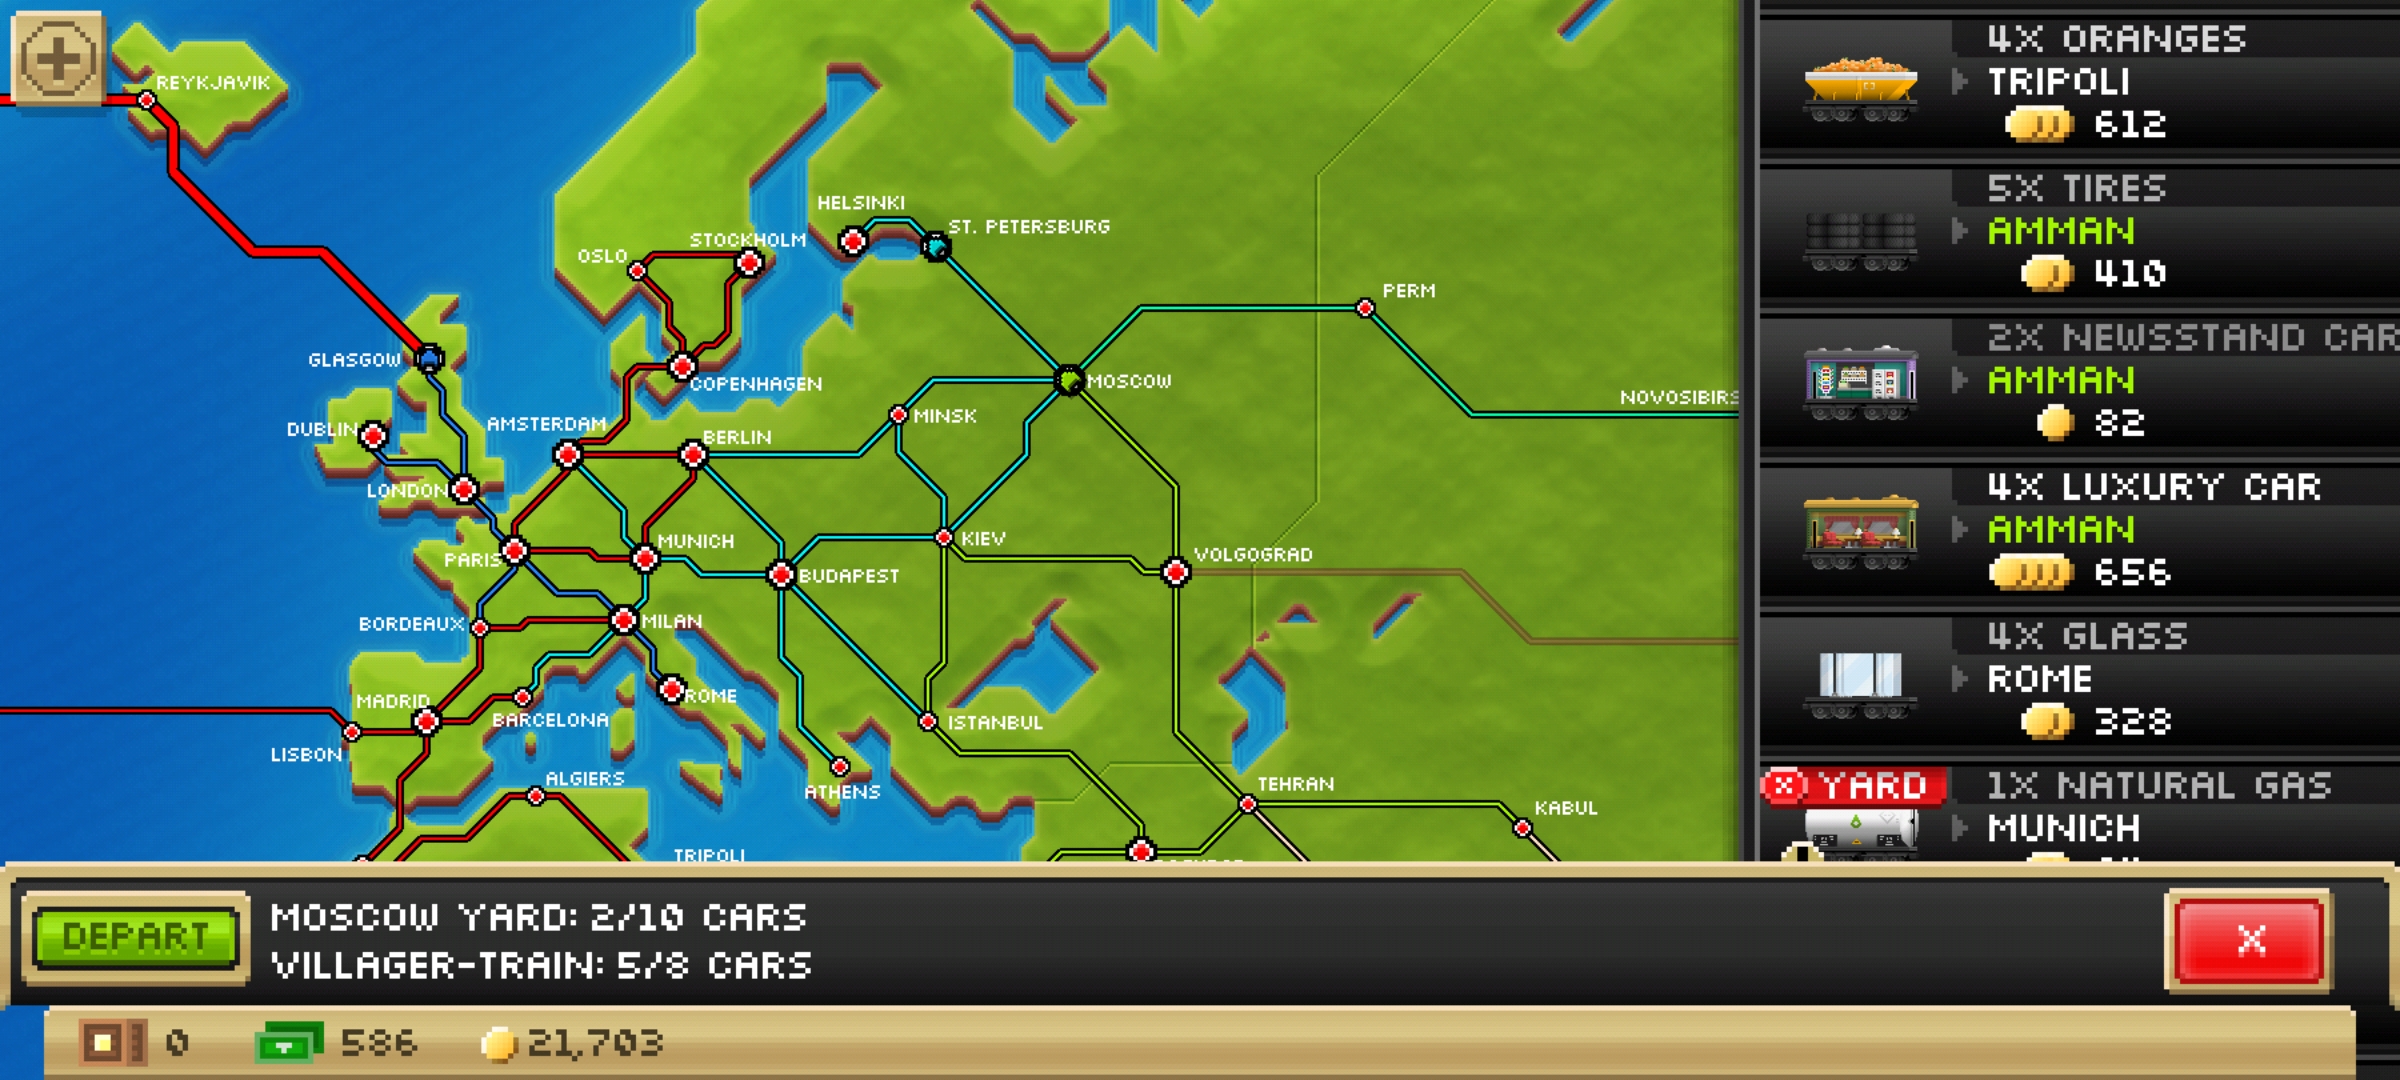 REYKJAVIK
HELSINKI
ST. PETERSBURG
STOCKHOLM
OSLO
PERM
GLASGOW
COPENHAGEN
MOSCOW
NOVOSIBIRS
MINSK
AMSTERDAM
DUBLIN
BERLIN
LONDON
PARIS
MUNICH
KIEV
VOLGOGRAD
BUDAPEST
BORDEAUX
MILAN
MADRID
ROME
BARCELONA
ISTANBUL
LISBON
ALGIERS
ATHENS
TEHRAN
KABUL
TRIPOLI
4X ORANGES
TRIPOLI
612
5X TIRES
AMMAN
410
2X NEWSSTAND CAR
AMMAN
82
4X LUXURY CAR
AMMAN
656
4X GLASS
ROME
328
YARD
1X NATURAL GAS
MUNICH
DEPART
MOSCOW YARD: 2/10 CARS
VILLAGER-TRAIN: 5/8 CARS
X
0
586
21,703